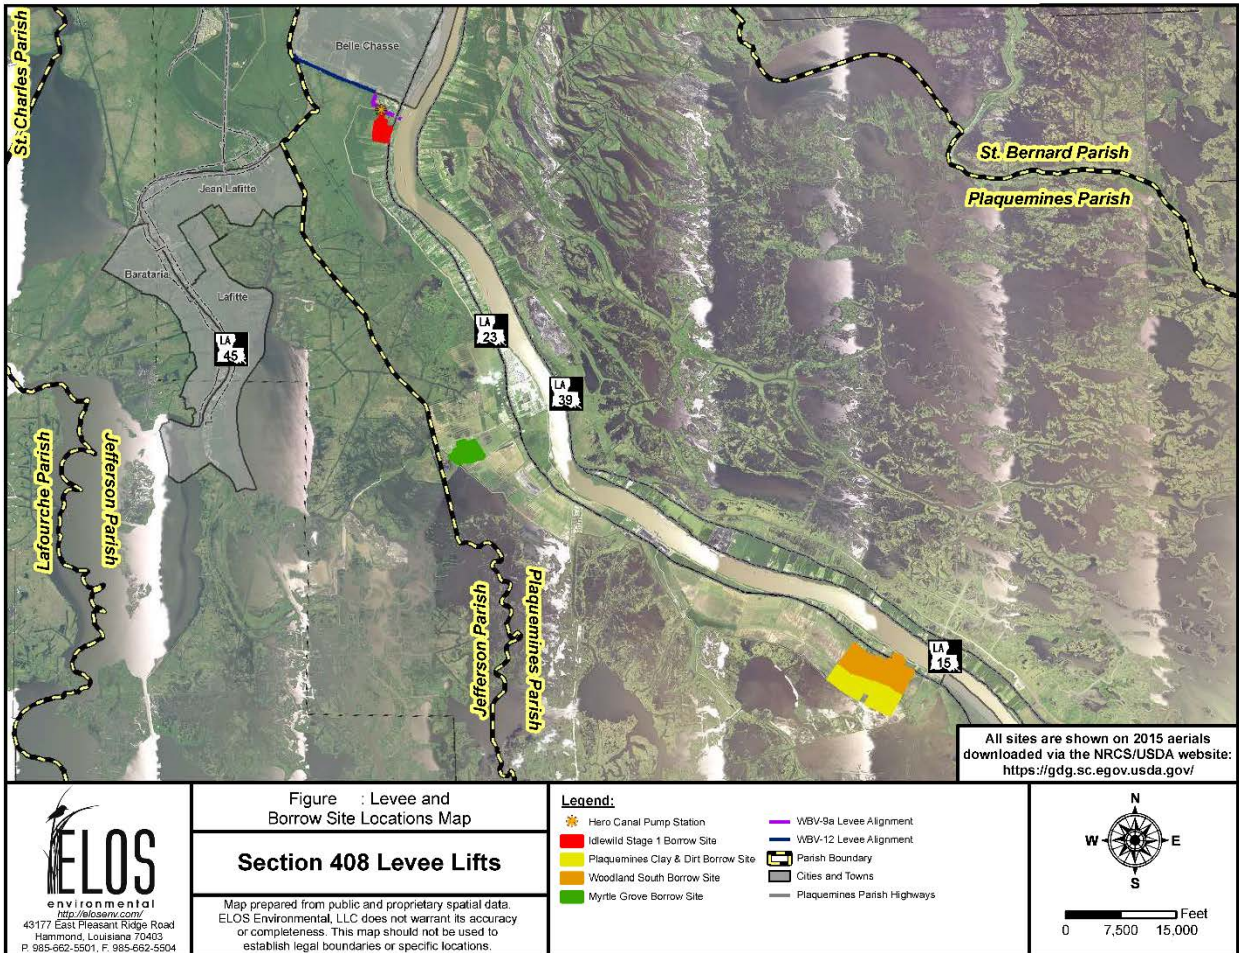 St. Charles Parish
Belle Chasse
St. Bernard Parish
Plaquemines Parish
Jean Lafitte
Barataria
Lafitte
LA
45
LA
23
LA
39
Lafourche Parish
Jefferson Parish
Jefferson Parish
Plaquemines Parish
LA
15
All sites are shown on 2015 aerials
downloaded via the NRCS/USDA website:
https://gdg.sc.egov.usda.gov/
ELOS
environmental
http://elosenv.com/
43177 East Pleasant Ridge Road
Hammond, Louisiana 70403
P. 985-662-5501, F. 985-662-5504
Figure : Levee and
Borrow Site Locations Map
Section 408 Levee Lifts
Map prepared from public and proprietary spatial data.
ELOS Environmental, LLC does not warrant its accuracy
or completeness. This map should not be used to
establish legal boundaries or specific locations.
Legend:
Hero Canal Pump Station
Idlewild Stage 1 Borrow Site
Plaquemines Clay & Dirt Borrow Site
Woodland South Borrow Site
Myrtle Grove Borrow Site
WBV-9a Levee Alignment
WBV-12 Levee Alignment
Parish Boundary
Cities and Towns
Plaquemines Parish Highways
N
W E
S
Feet
0 7,500 15,000